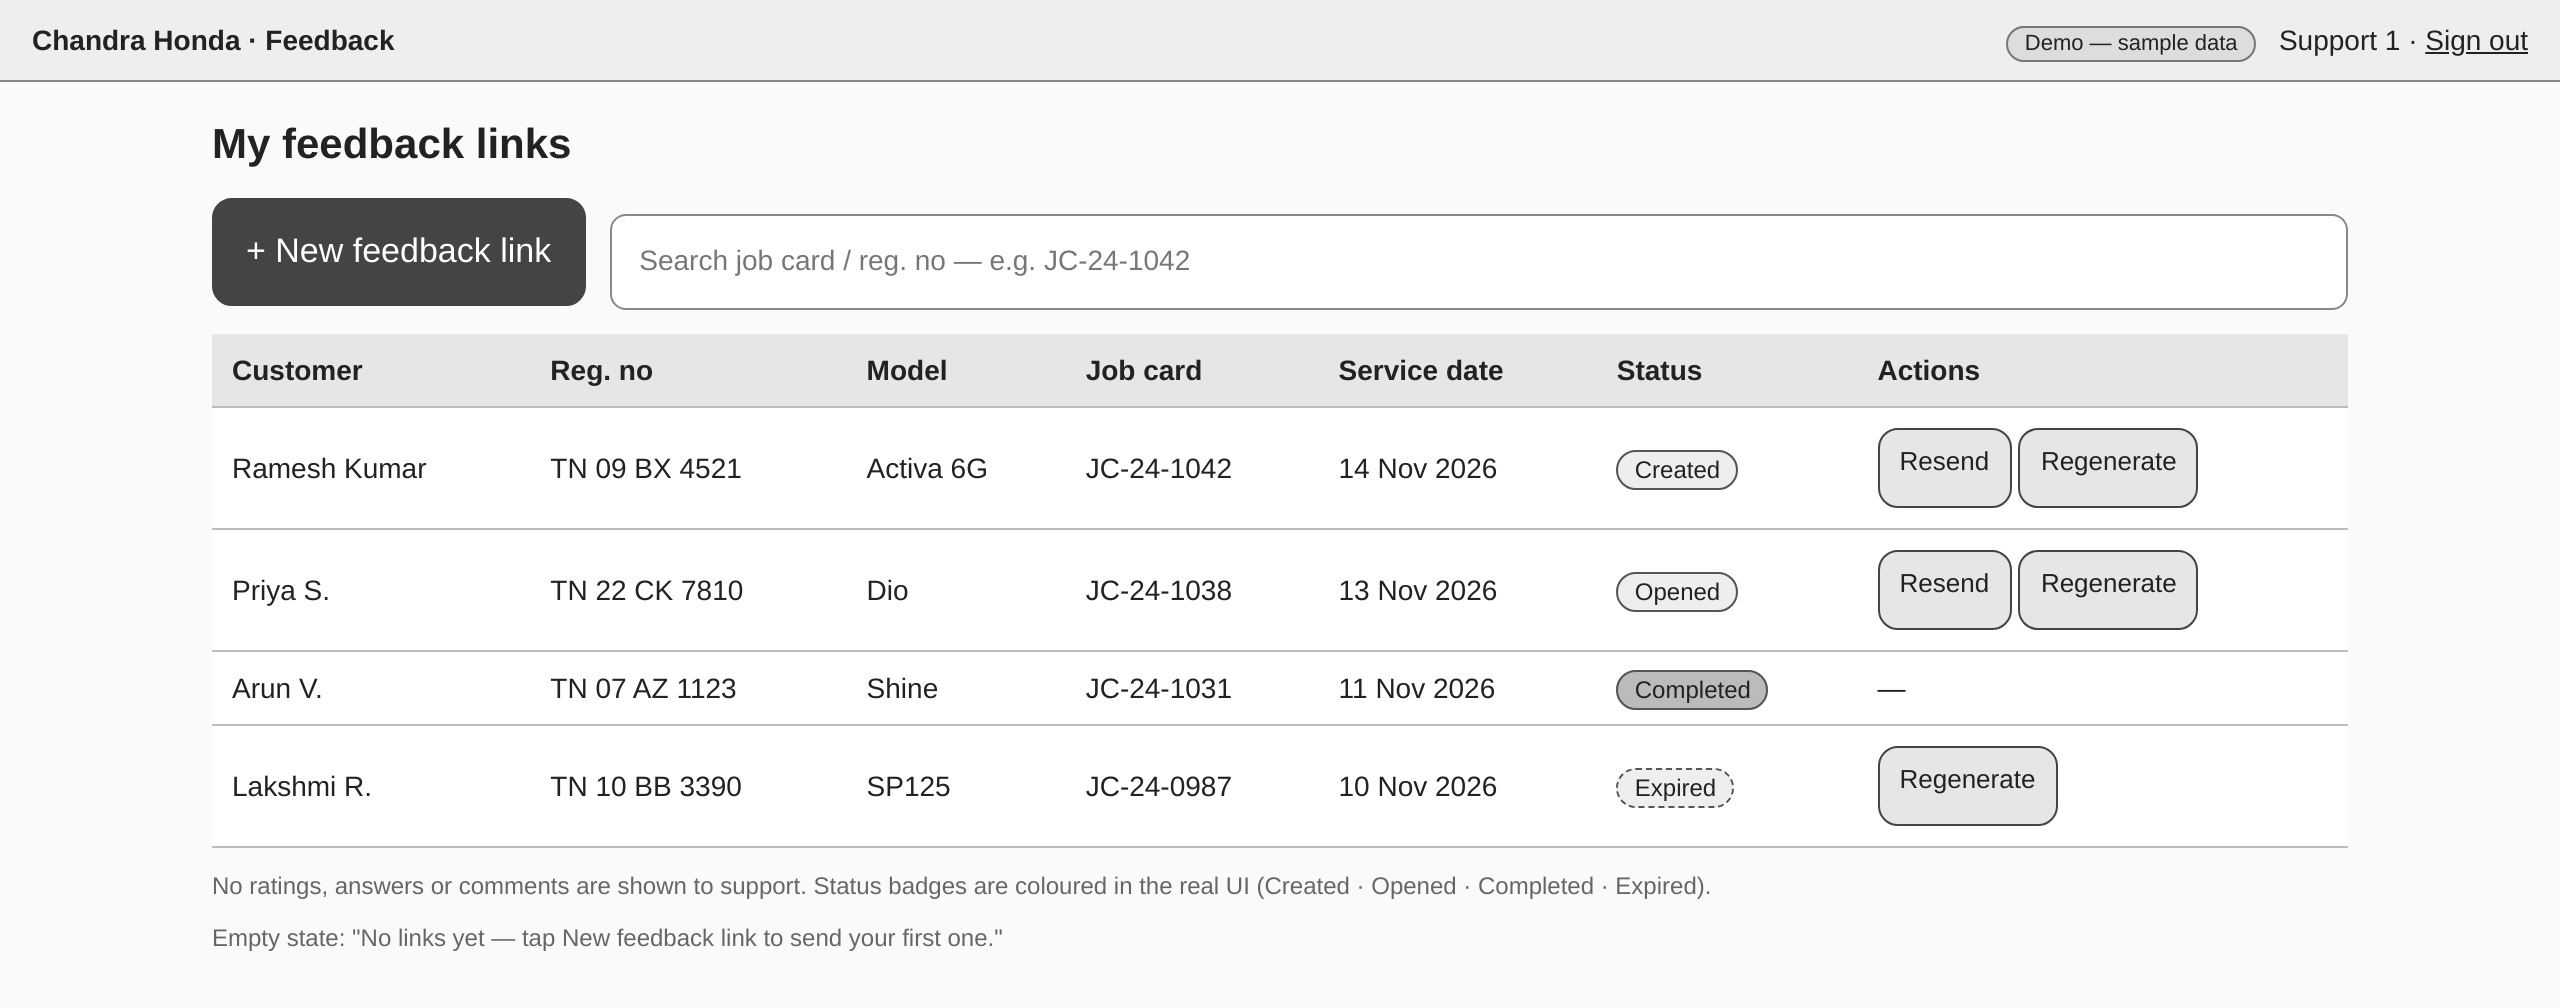 Chandra Honda · Feedback
Demo — sample data
Support 1 · Sign out
My feedback links
+ New feedback link
Search job card / reg. no — e.g. JC-24-1042
Customer Reg. no Model Job card Service date Status Actions
Ramesh Kumar TN 09 BX 4521 Activa 6G JC-24-1042 14 Nov 2026 Created Resend Regenerate
Priya S. TN 22 CK 7810 Dio JC-24-1038 13 Nov 2026 Opened Resend Regenerate
Arun V. TN 07 AZ 1123 Shine JC-24-1031 11 Nov 2026 Completed —
Lakshmi R. TN 10 BB 3390 SP125 JC-24-0987 10 Nov 2026 Expired Regenerate
No ratings, answers or comments are shown to support. Status badges are coloured in the real UI (Created · Opened · Completed · Expired).
Empty state: "No links yet — tap New feedback link to send your first one."